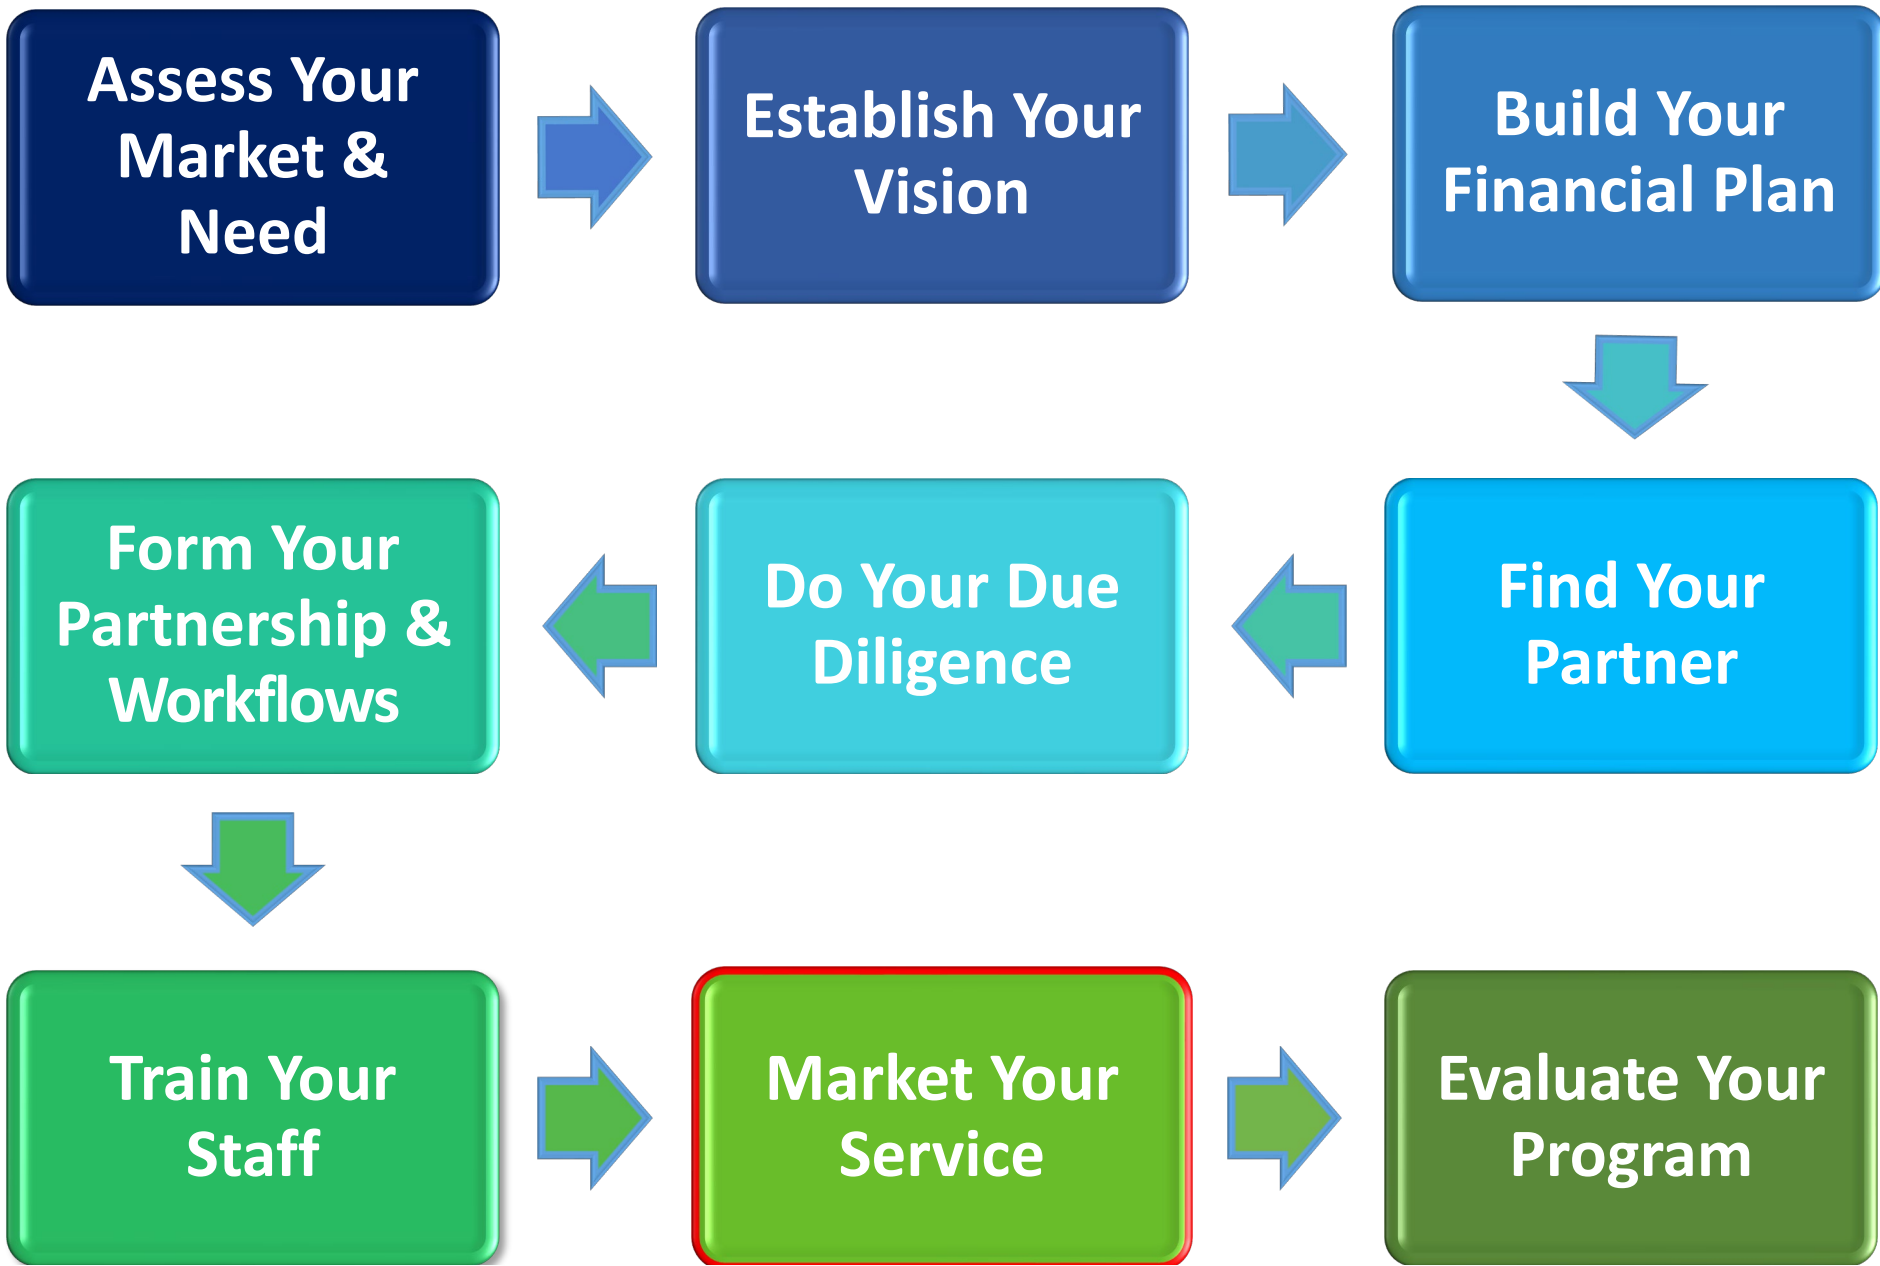 Assess Your
Market &
Need
Establish Your
Vision
Build Your
Financial Plan
Find Your
Partner
Do Your Due
Diligence
Form Your
Partnership &
Workflows
Train Your
Staff
Market Your
Service
Evaluate Your
Program